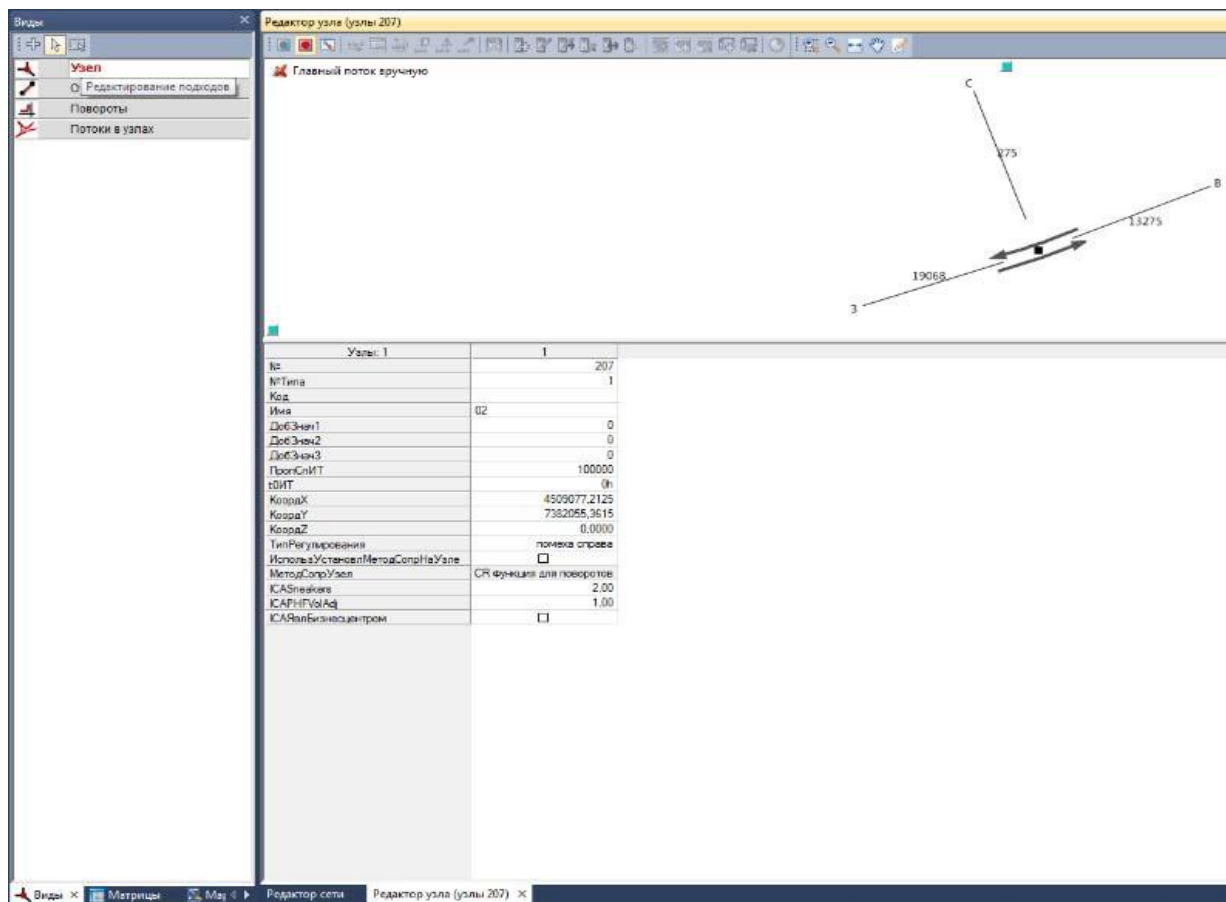 Виды ×
Узел
О Редактирование подходов
Повороты
Потоки в узлах
Редактор узла (узлы 207)
Главный поток вручную
С
275
В
13275
19068
З
Узлы: 1 1
№ 207
№Типа 1
Код
Имя 02
ДобЗнач1 0
ДобЗнач2 0
ДобЗнач3 0
ПропСпИТ 100000
t0ИТ 0h
КоордX 4509077,2125
КоордY 7382055,3615
КоордZ 0,0000
ТипРегулирования помеха справа
ИспользУстановлМетодСопрНаУзле
МетодСопрУзел CR функция для поворотов
ICASneakers 2.00
ICAPHFVolAdj 1.00
ICAЯвлБизнесцентром
Виды × Матрицы Мар
Редактор сети Редактор узла (узлы 207) ×